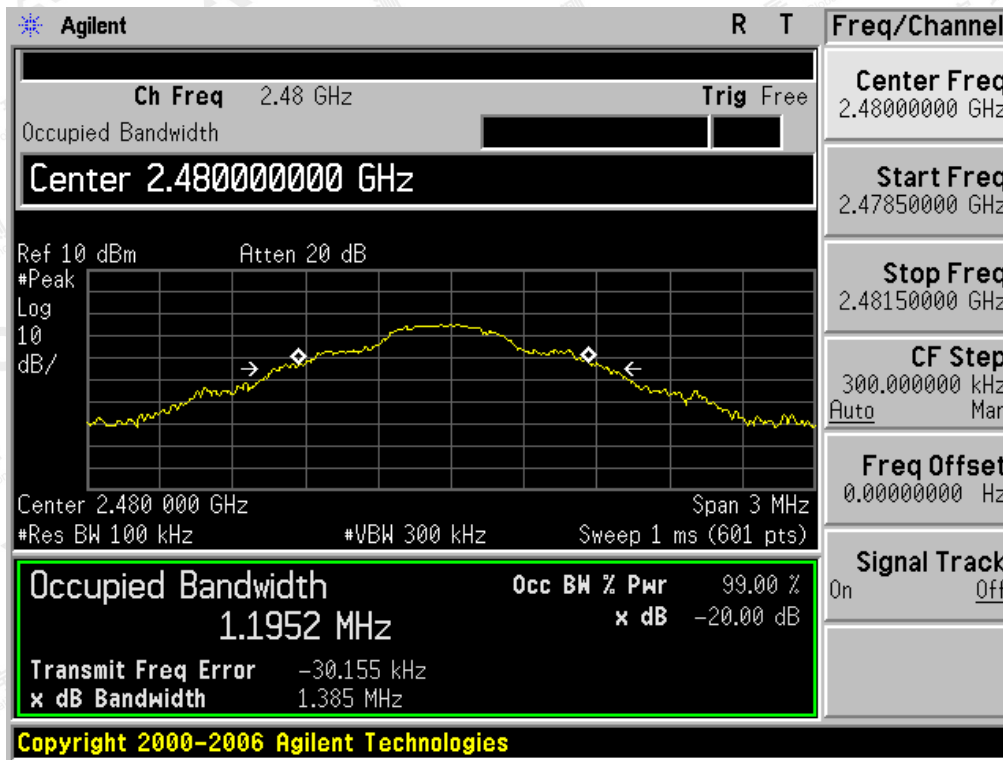 Agilent R T
Ch Freq 2.48 GHz Trig Free
Occupied Bandwidth
Center 2.480000000 GHz
Ref 10 dBm Atten 20 dB
#Peak
Log
10
dB/
Center 2.480 000 GHz Span 3 MHz
#Res BW 100 kHz #VBW 300 kHz Sweep 1 ms (601 pts)
Occupied Bandwidth Occ BW % Pwr 99.00 %
1.1952 MHz x dB -20.00 dB
Transmit Freq Error -30.155 kHz
x dB Bandwidth 1.385 MHz
Copyright 2000-2006 Agilent Technologies
Freq/Channel
Center Freq
2.48000000 GHz
Start Freq
2.47850000 GHz
Stop Freq
2.48150000 GHz
CF Step
300.000000 kHz
Auto Man
Freq Offset
0.00000000 Hz
Signal Track
On Off